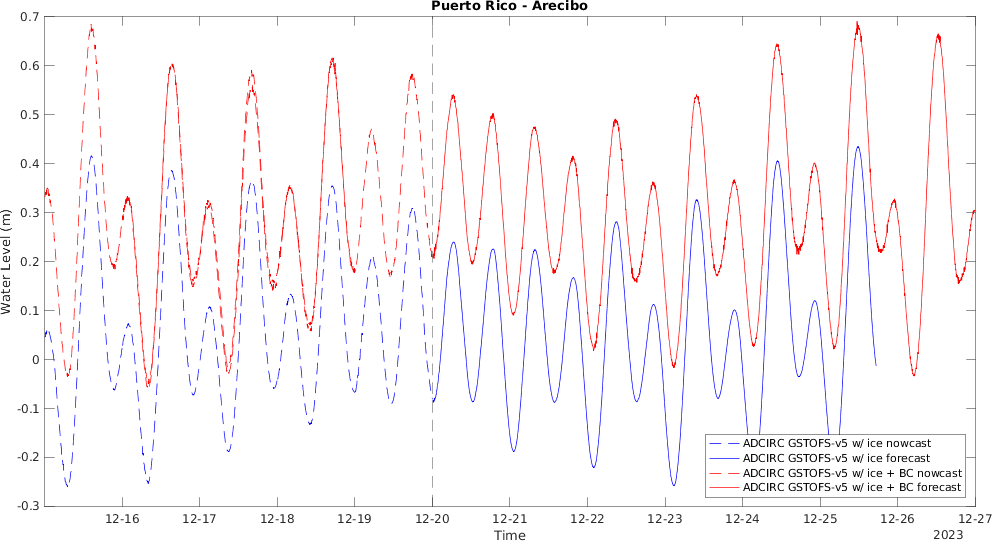 Puerto Rico - Arecibo
0.7
0.6
0.5
0.4
0.3
0.2
0.1
0
-0.1
-0.2
-0.3
Water Level (m)
12-16 12-17 12-18 12-19 12-20 12-21 12-22 12-23 12-24 12-25 12-26 12-27
Time
2023
ADCIRC GSTOFS-v5 w/ ice nowcast
ADCIRC GSTOFS-v5 w/ ice forecast
ADCIRC GSTOFS-v5 w/ ice + BC nowcast
ADCIRC GSTOFS-v5 w/ ice + BC forecast